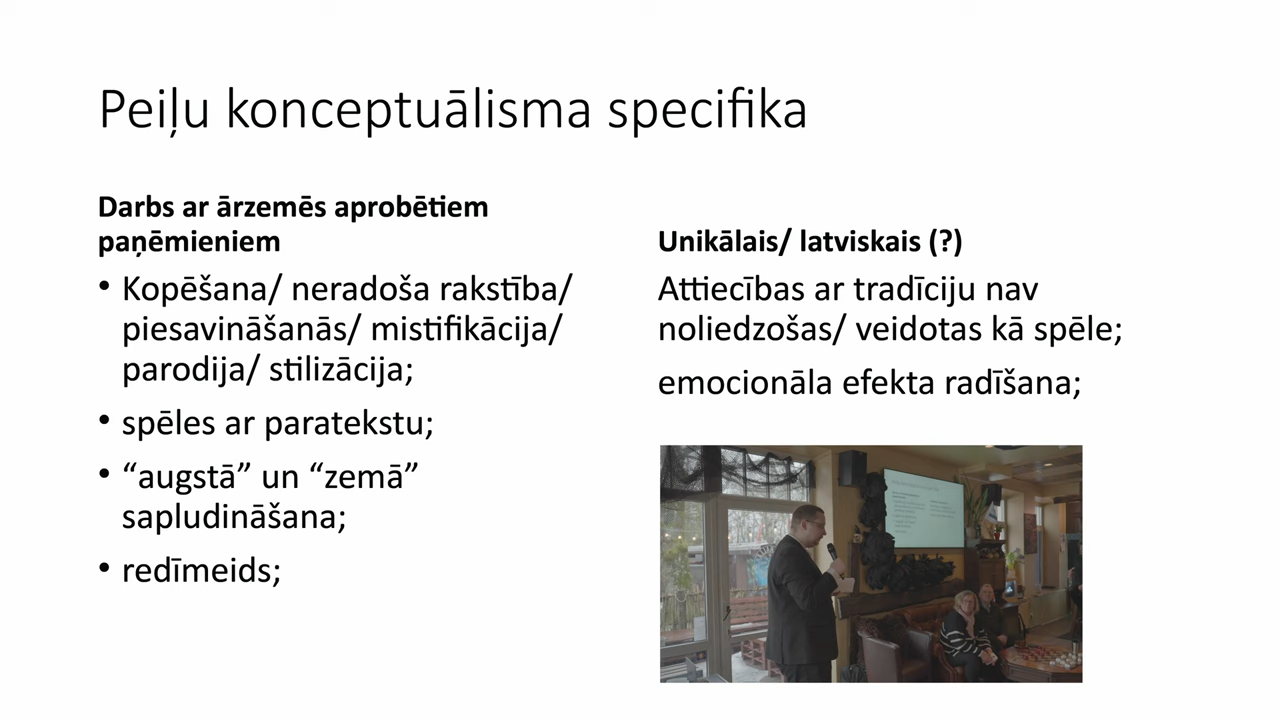 Peiļu konceptuālisma specifika
Darbs ar ārzemēs aprobētiem
paņēmieniem
• Kopēšana/ neradoša rakstība/
piesavināšanās/ mistifikācija/
parodija/ stilizācija;
• spēles ar paratekstu;
• “augstā” un “zemā”
sapludināšana;
• redīmeids;
Unikālais/ latviskais (?)
Attiecības ar tradīciju nav
noliedzošas/ veidotas kā spēle;
emocionāla efekta radīšana;